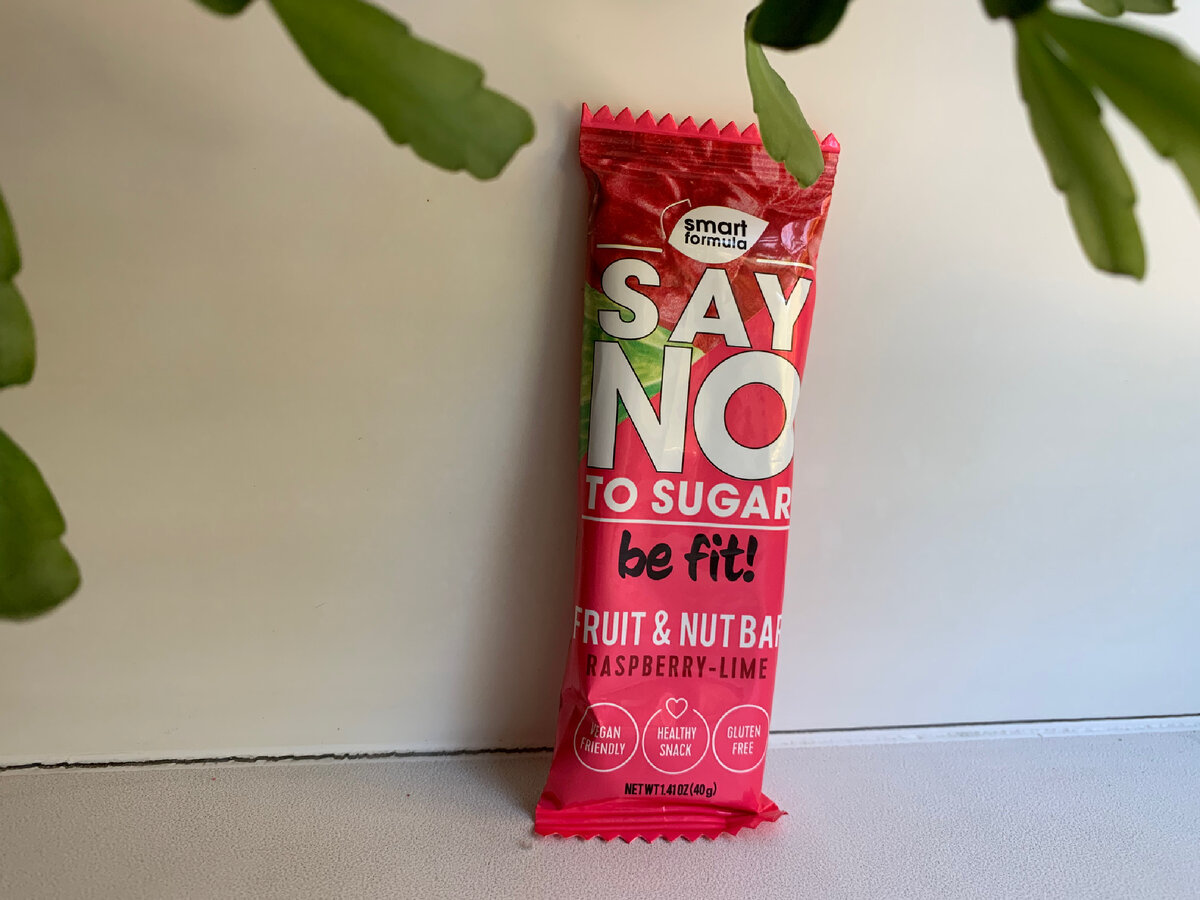 smart
formula
SAY
NO
TO SUGAR
be fit!
FRUIT & NUT BAR
RASPBERRY-LIME
VEGAN
FRIENDLY
HEALTHY
SNACK
GLUTEN
FREE
NET WT 1.41 OZ (40g)